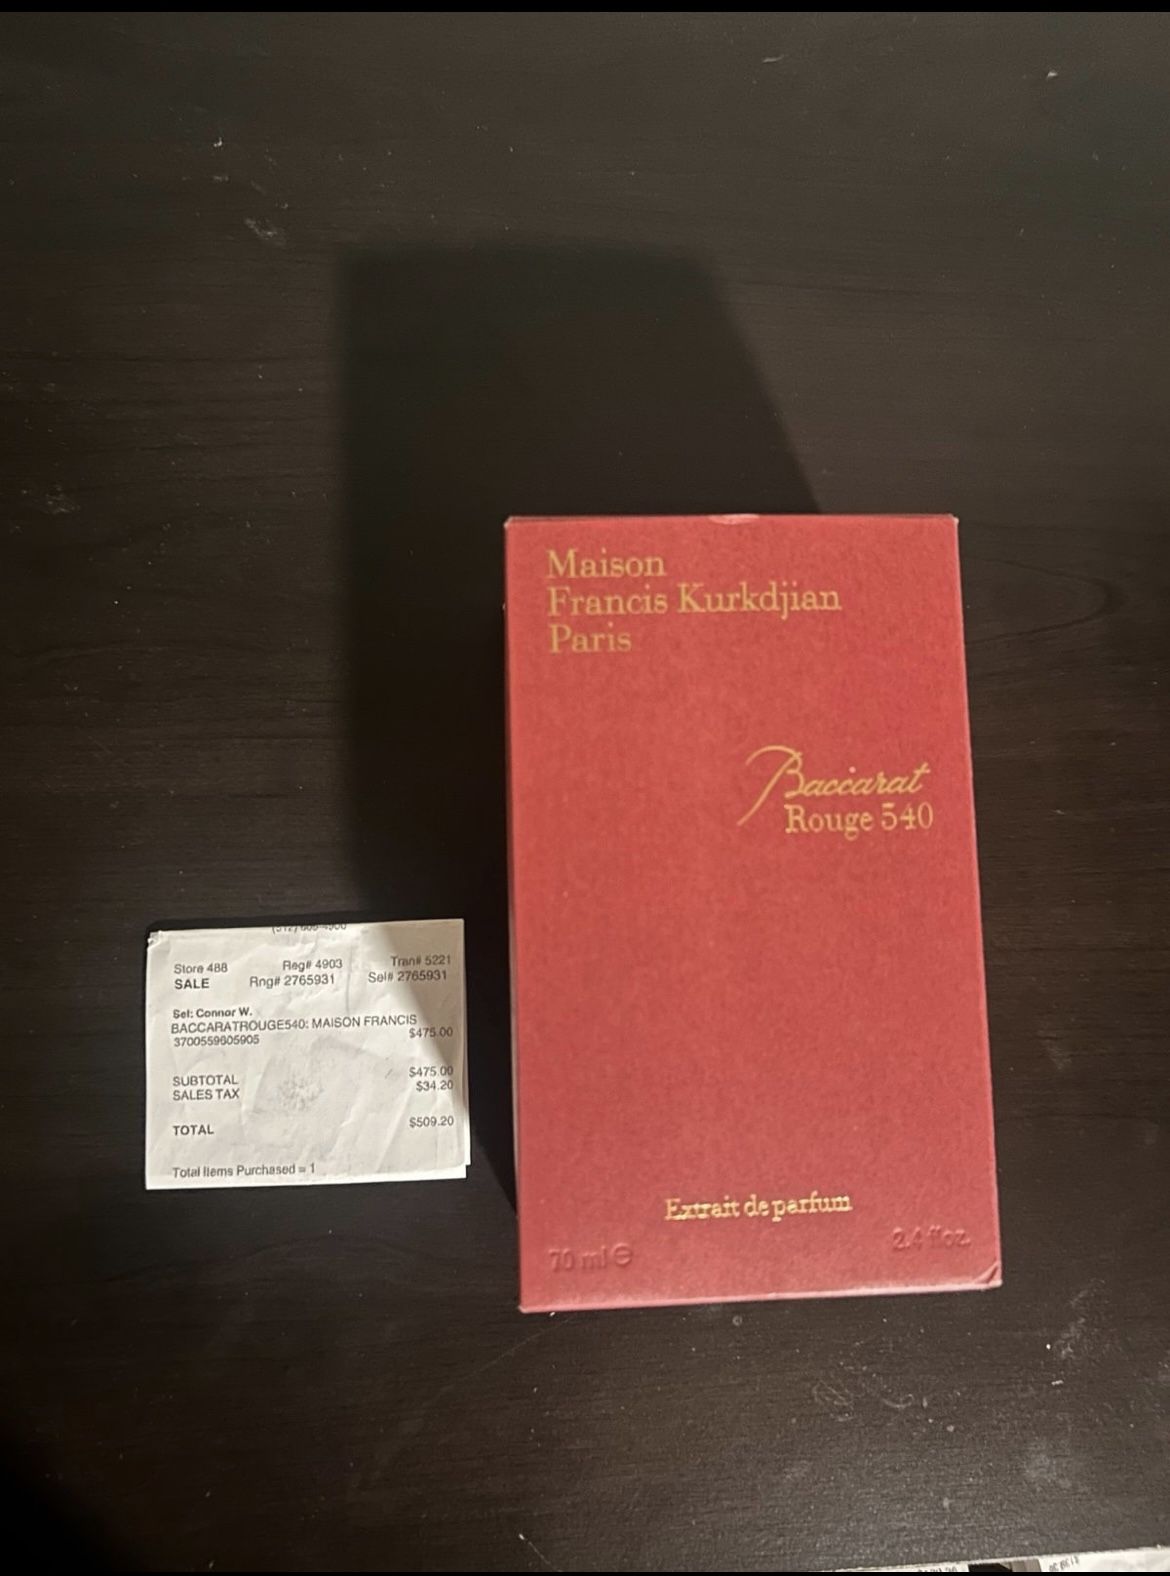 Store 488 Reg# 4903 Tran# 5221
SALE Rng# 2765931 Sel# 2765931
Sel: Connor W.
BACCARATROUGE540: MAISON FRANCIS
3700559605905 $475.00
SUBTOTAL $475.00
SALES TAX $34.20
TOTAL $509.20
Total Items Purchased = 1
Maison
Francis Kurkdjian
Paris
Baccarat
Rouge 540
Extrait de parfum
70 ml ℮ 2.4 fl oz.